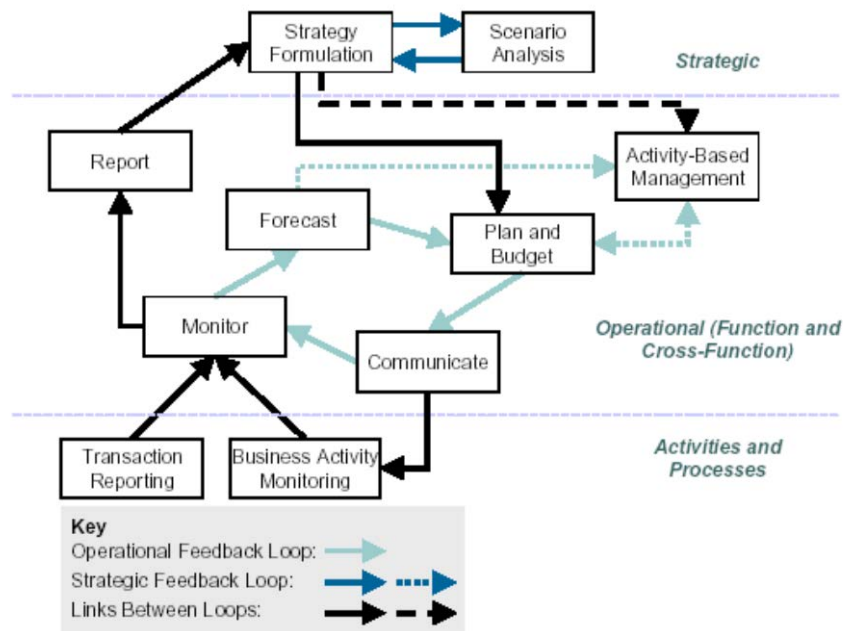 Strategy
Formulation
Scenario
Analysis
Strategic
Report
Activity-Based
Management
Forecast
Plan and
Budget
Monitor
Communicate
Operational (Function and
Cross-Function)
Transaction
Reporting
Business Activity
Monitoring
Activities and
Processes
Key
Operational Feedback Loop:
Strategic Feedback Loop:
Links Between Loops: